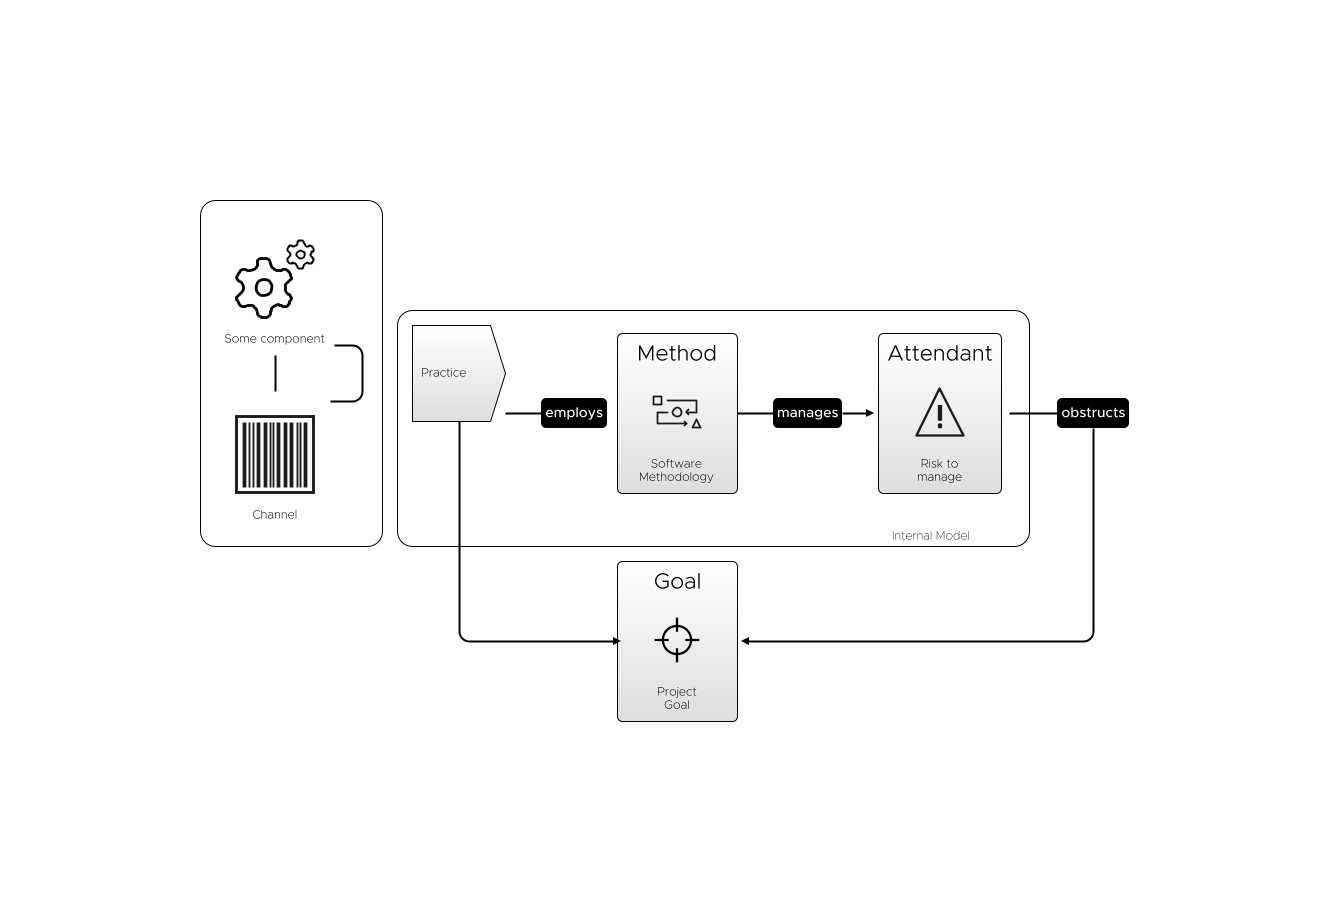 Some component
Channel
Practice
employs
Method
Software
Methodology
manages
Attendant
Risk to
manage
obstructs
Internal Model
Goal
Project
Goal